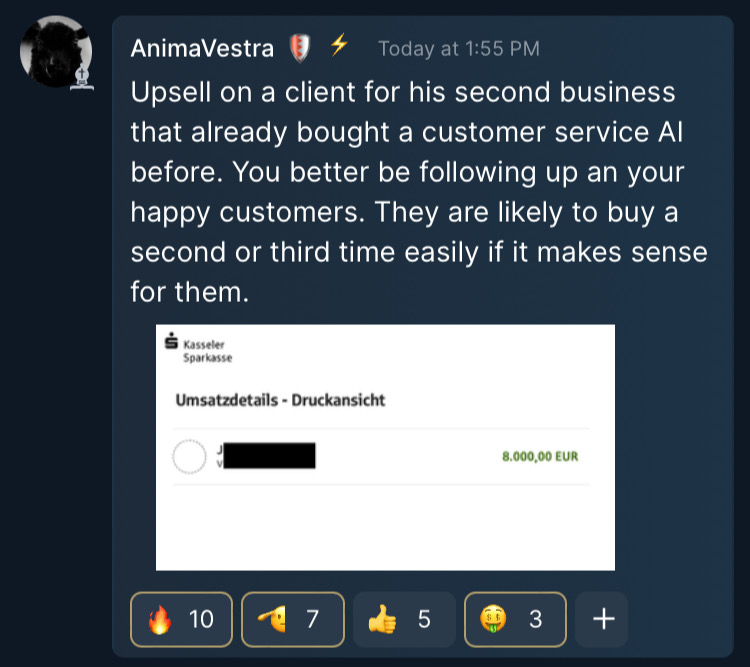 AnimaVestra Today at 1:55 PM
Upsell on a client for his second business
that already bought a customer service AI
before. You better be following up an your
happy customers. They are likely to buy a
second or third time easily if it makes sense
for them.
Kasseler
Sparkasse
Umsatzdetails - Druckansicht
J
v
8.000,00 EUR
10 7 5 3 +